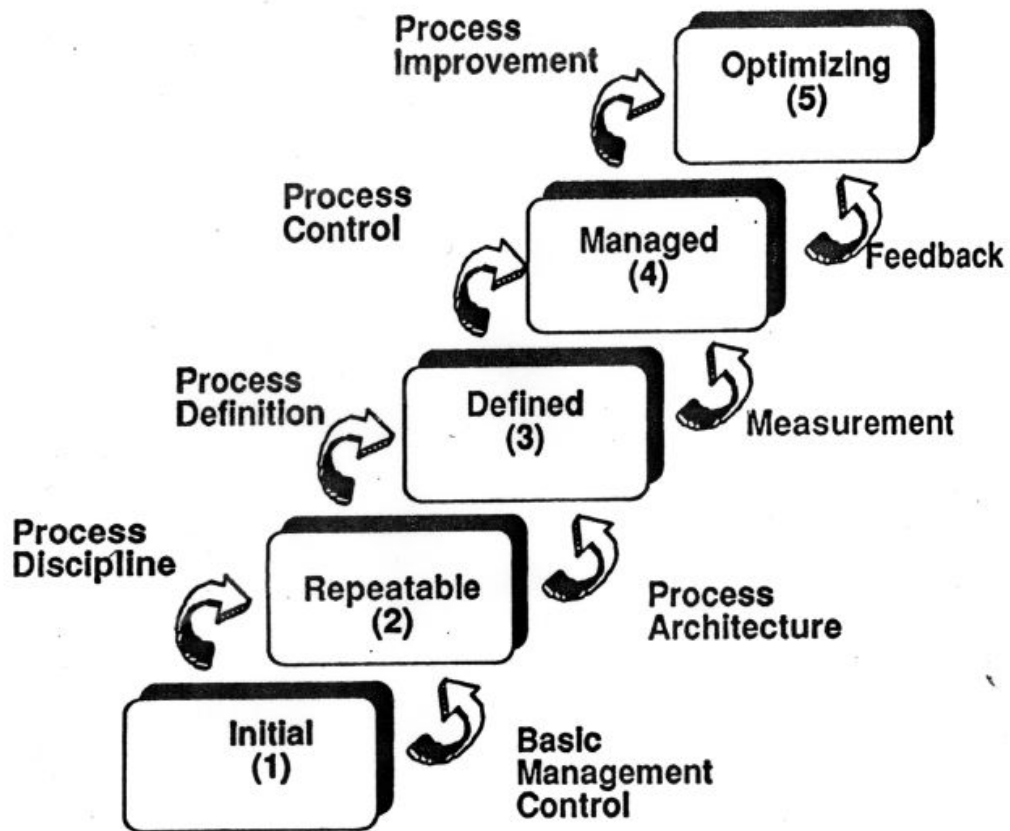 Process
Improvement
Optimizing
(5)
Process
Control
Managed
(4)
Feedback
Process
Definition
Defined
(3)
Measurement
Process
Discipline
Repeatable
(2)
Process
Architecture
Initial
(1)
Basic
Management
Control